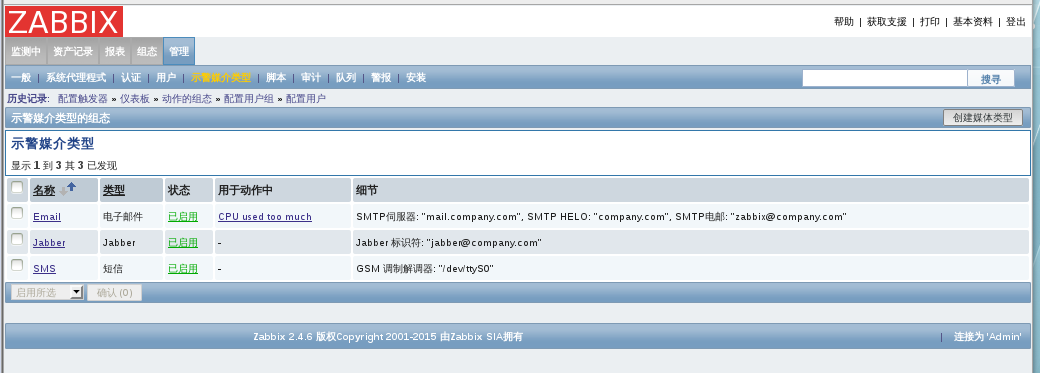 ZABBIX
帮助 | 获取支援 | 打印 | 基本资料 | 登出
监测中 资产记录 报表 组态 管理
一般 | 系统代理程式 | 认证 | 用户 | 示警媒介类型 | 脚本 | 审计 | 队列 | 警报 | 安装 搜寻
历史记录: 配置触发器 » 仪表板 » 动作的组态 » 配置用户组 » 配置用户
示警媒介类型的组态 创建媒体类型
示警媒介类型
显示 1 到 3 其 3 已发现
名称 类型 状态 用于动作中 细节
Email 电子邮件 已启用 CPU used too much SMTP伺服器: "mail.company.com", SMTP HELO: "company.com", SMTP电邮: "zabbix@company.com"
Jabber Jabber 已启用 - Jabber 标识符: "jabber@company.com"
SMS 短信 已启用 - GSM 调制解调器: "/dev/ttyS0"
启用所选 确认 (0)
Zabbix 2.4.6 版权Copyright 2001-2015 由Zabbix SIA拥有 | 连接为 'Admin'